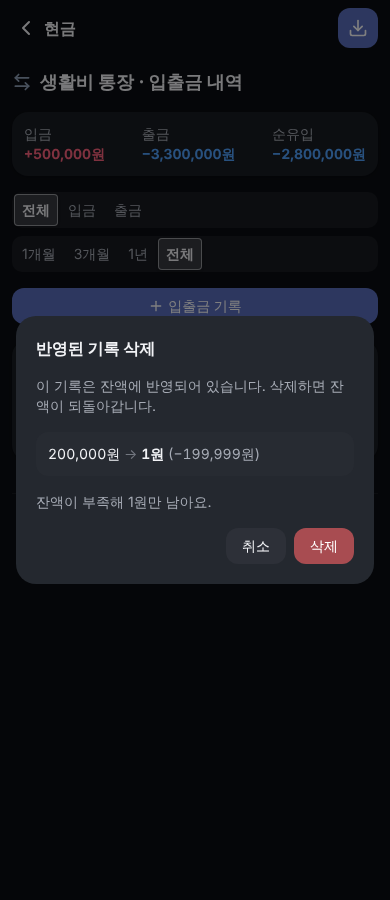 현금
생활비 통장 · 입출금 내역
입금 출금 순유입
+500,000원 −3,300,000원 −2,800,000원
전체 입금 출금
1개월 3개월 1년 전체
+ 입출금 기록
반영된 기록 삭제
이 기록은 잔액에 반영되어 있습니다. 삭제하면 잔
액이 되돌아갑니다.
200,000원 → 1원 (−199,999원)
잔액이 부족해 1원만 남아요.
취소 삭제